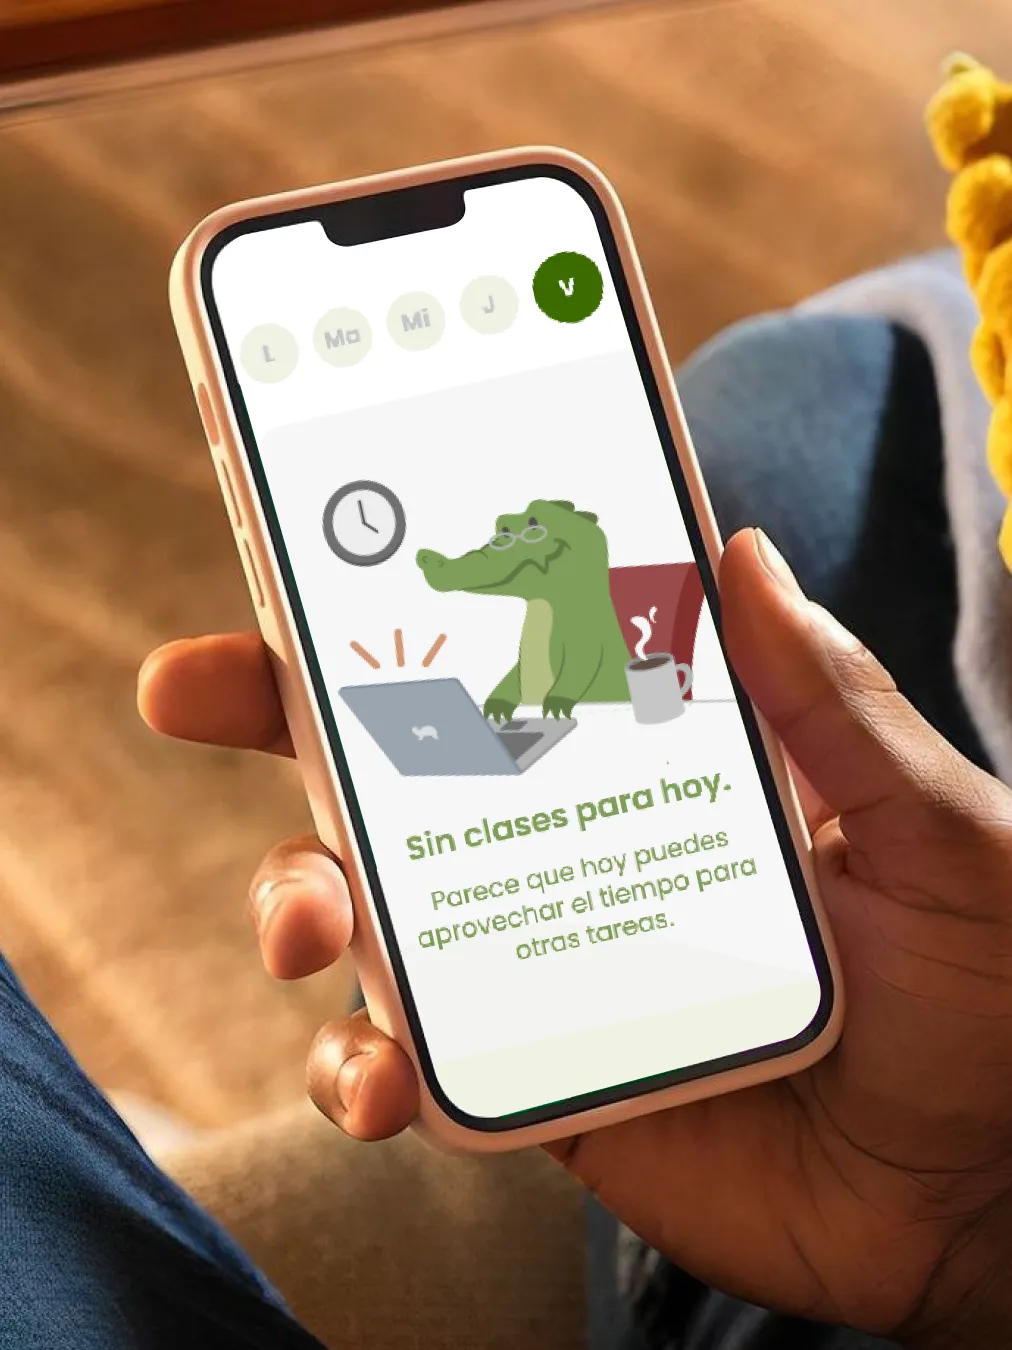 L Ma Mi J V
Sin clases para hoy.
Parece que hoy puedes
aprovechar el tiempo para
otras tareas.